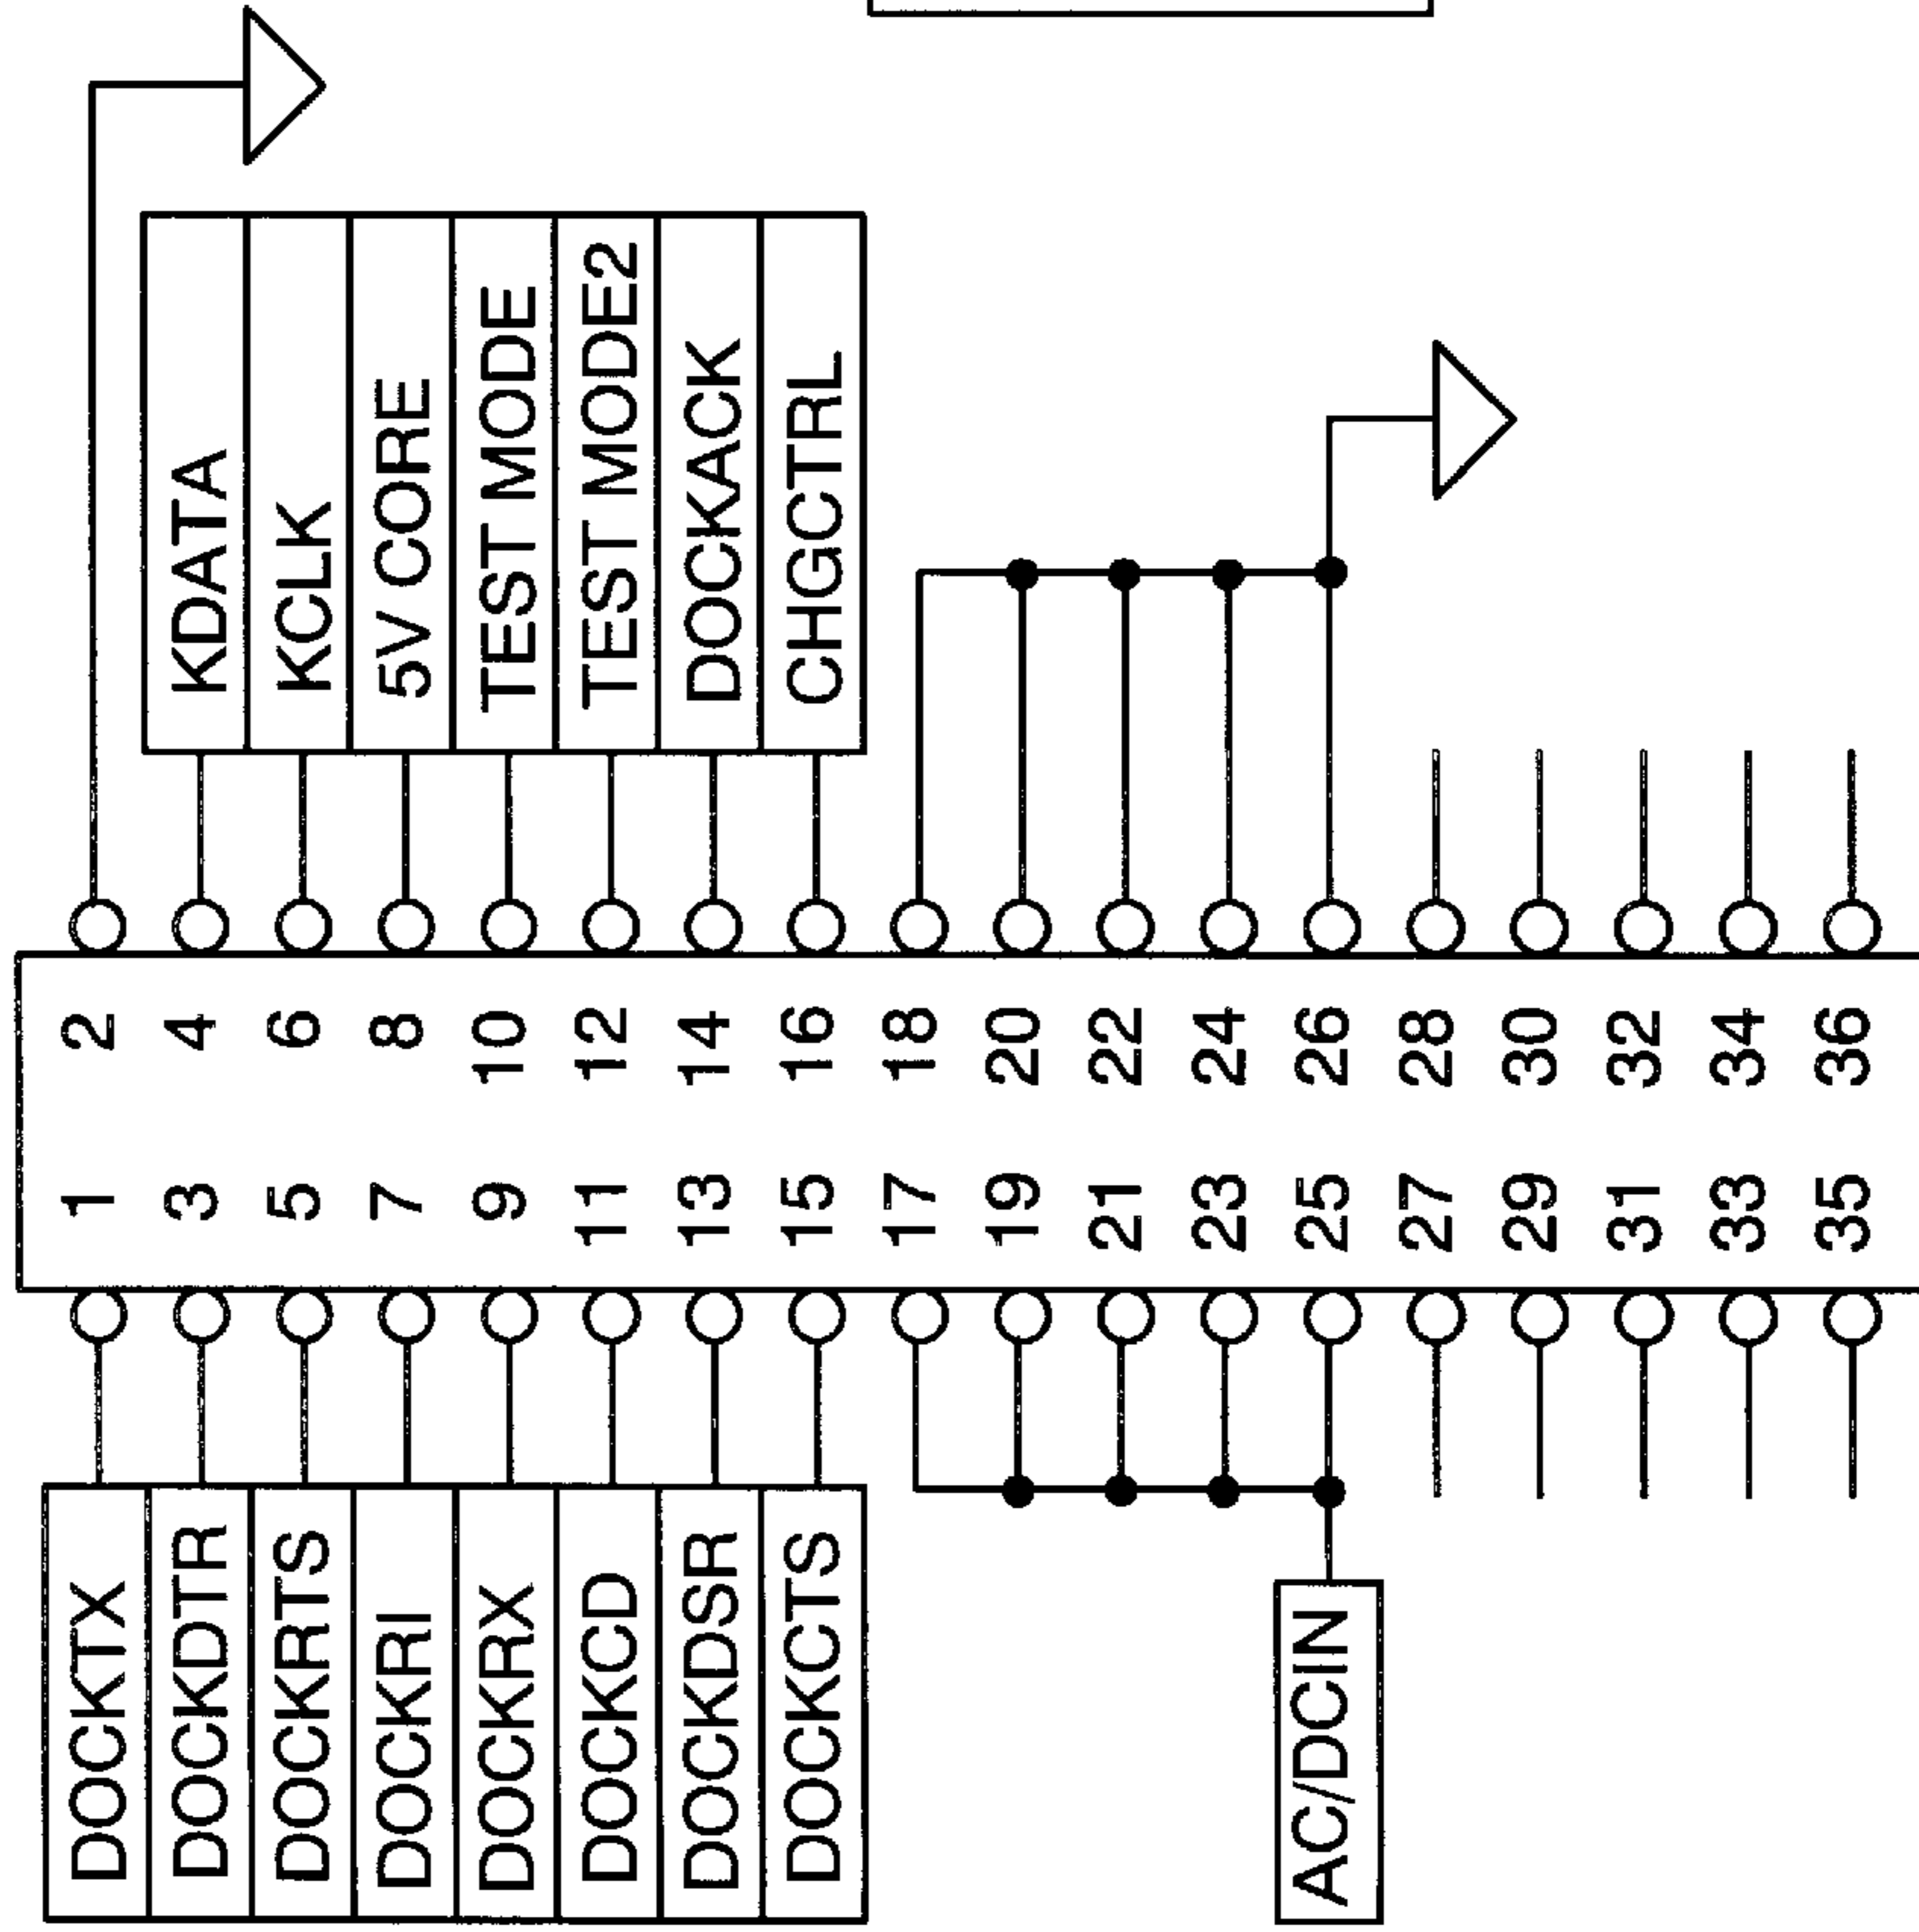 DOCKTX 1 2
DOCKDTR 3 4 KDATA
DOCKRTS 5 6 KCLK
DOCKRI 7 8 5V CORE
DOCKRX 9 10 TEST MODE
DOCKCD 11 12 TEST MODE2
DOCKDSR 13 14 DOCKACK
DOCKCTS 15 16 CHGCTRL
17 18
19 20
21 22
23 24
AC/DCIN 25 26
27 28
29 30
31 32
33 34
35 36